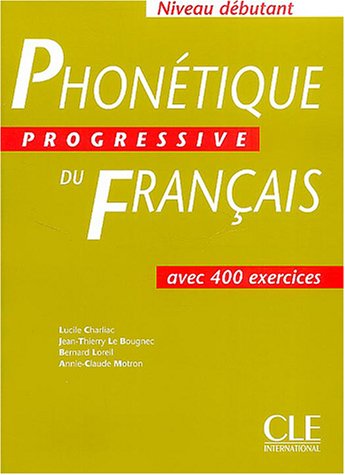 Niveau débutant
PHONÉTIQUE
PROGRESSIVE
DU FRANÇAIS
avec 400 exercices
Lucile Charliac
Jean-Thierry Le Bougnec
Bernard Loreil
Annie-Claude Motron
CLE
INTERNATIONAL